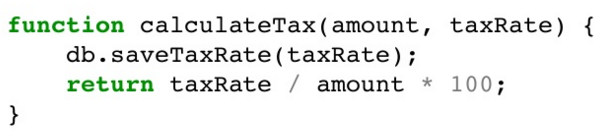 function calculateTax(amount, taxRate) {
    db.saveTaxRate(taxRate);
    return taxRate / amount * 100;
}